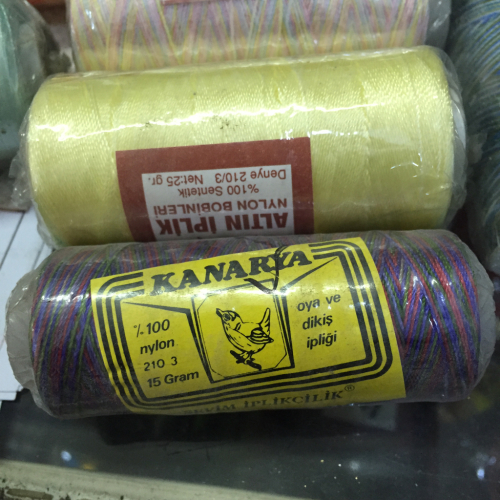 ALTIN İPLİK
NYLON BOBİNLERİ
%100 Sentetik
Denye 210/3 Net:25 gr.
KANARYA
%100
nylon
210 3
15 Gram
oya ve
dikiş
ipliği
SEVİM İPLİKÇİLİK®